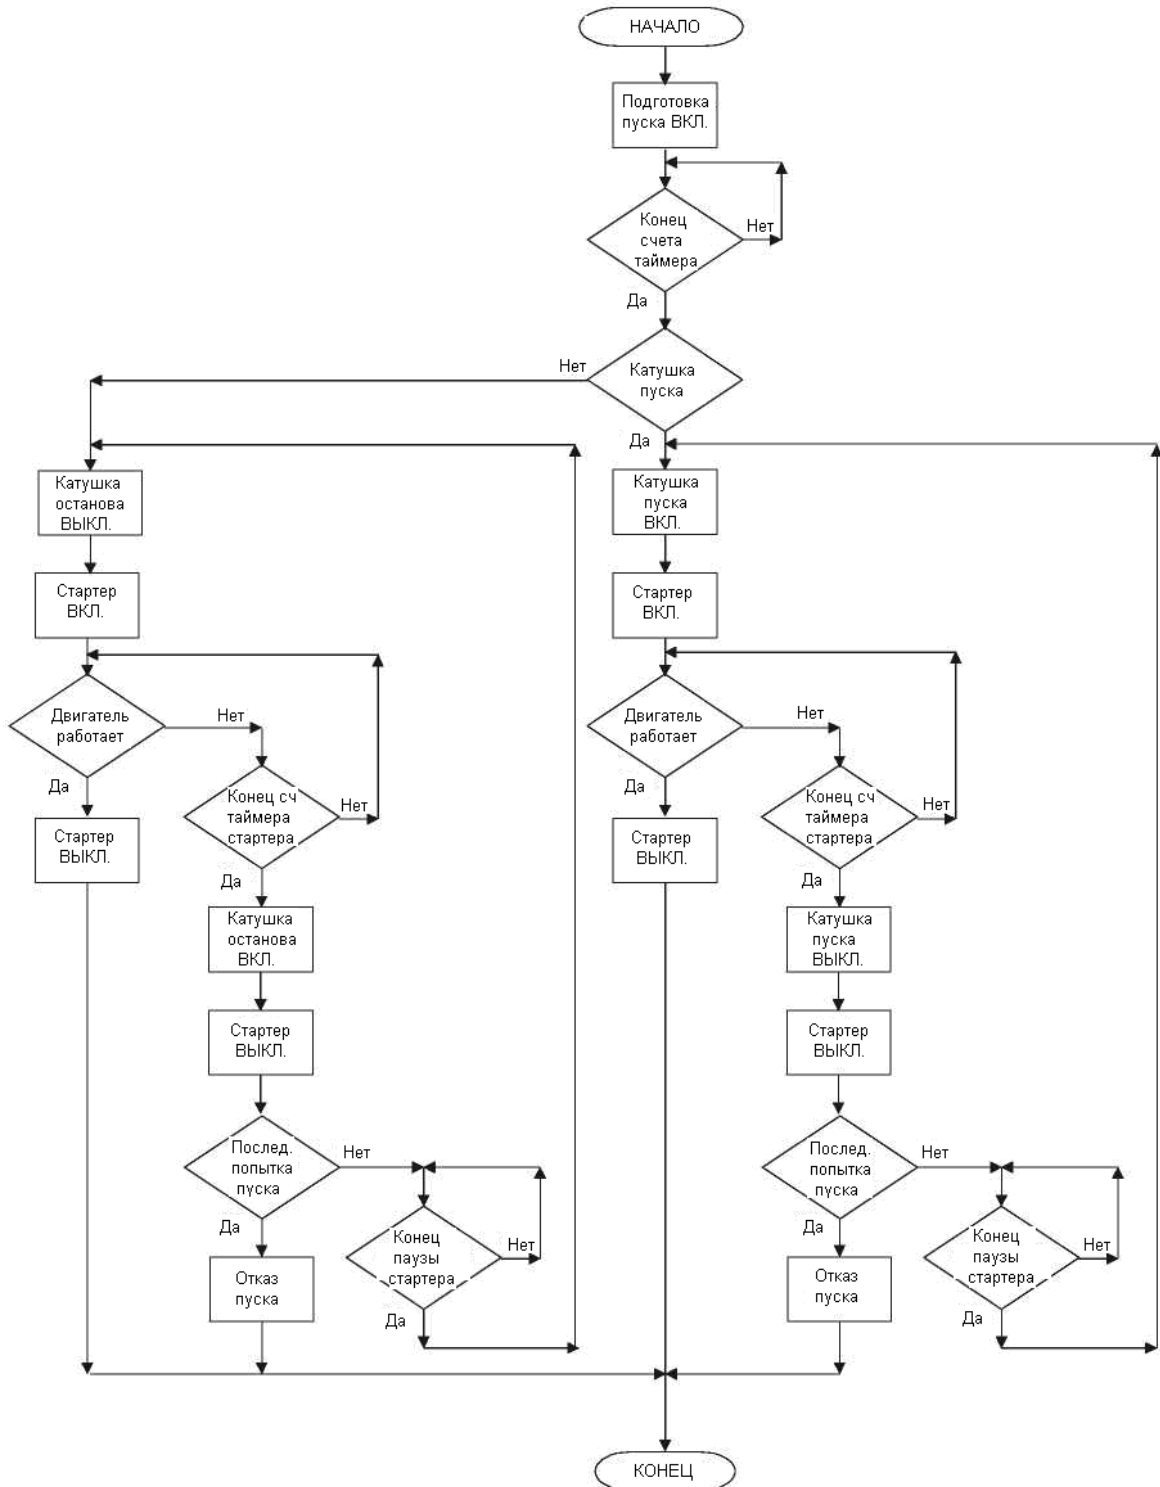 НАЧАЛО
Подготовка
пуска ВКЛ.
Конец
счета
таймера
Нет
Да
Катушка
пуска
Нет
Да
Катушка
останова
ВЫКЛ.
Стартер
ВКЛ.
Двигатель
работает
Нет
Да
Конец сч
таймера
стартера
Нет
Да
Стартер
ВЫКЛ.
Катушка
останова
ВКЛ.
Стартер
ВЫКЛ.
Послед.
попытка
пуска
Нет
Да
Конец
паузы
стартера
Нет
Да
Отказ
пуска
Катушка
пуска
ВКЛ.
Стартер
ВКЛ.
Двигатель
работает
Нет
Да
Конец сч
таймера
стартера
Нет
Да
Стартер
ВЫКЛ.
Катушка
пуска
ВЫКЛ.
Стартер
ВЫКЛ.
Послед.
попытка
пуска
Нет
Да
Конец
паузы
стартера
Нет
Да
Отказ
пуска
КОНЕЦ